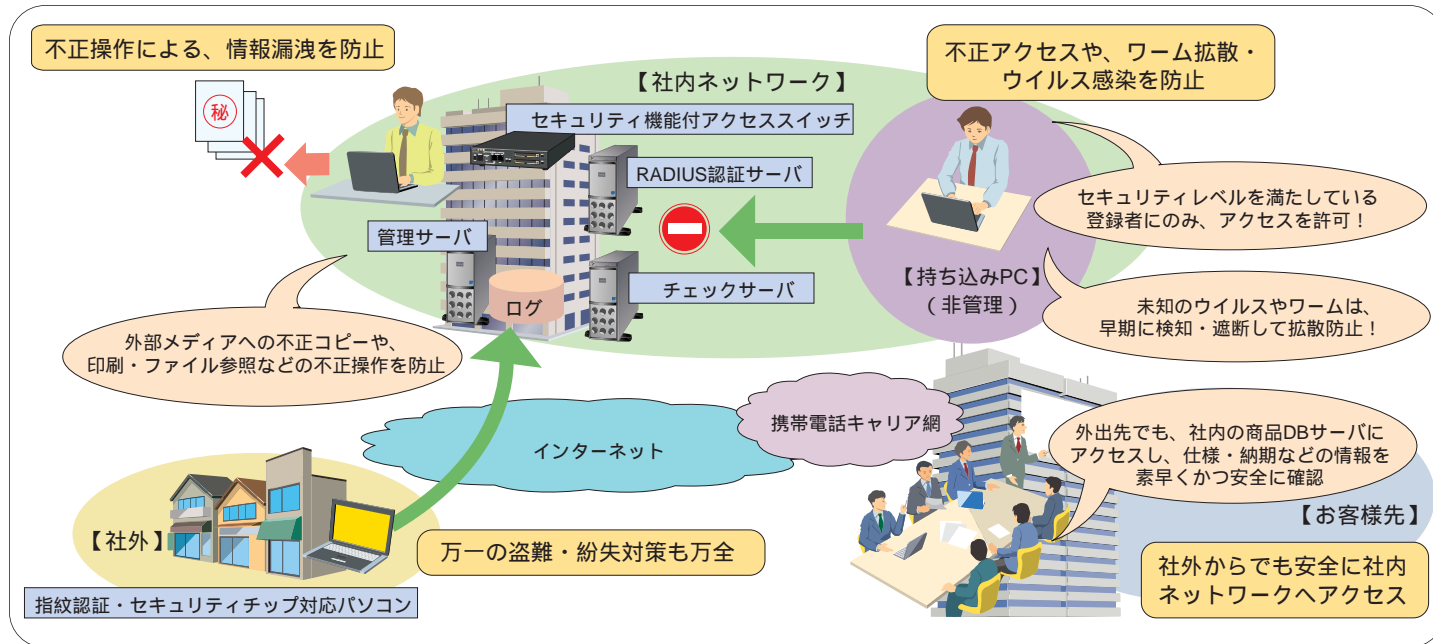 不正操作による、情報漏洩を防止
秘
【社内ネットワーク】
セキュリティ機能付アクセススイッチ
RADIUS認証サーバ
管理サーバ
チェックサーバ
ログ
外部メディアへの不正コピーや、
印刷・ファイル参照などの不正操作を防止
不正アクセスや、ワーム拡散・
ウイルス感染を防止
セキュリティレベルを満たしている
登録者にのみ、アクセスを許可！
【持ち込みPC】
（非管理）
未知のウイルスやワームは、
早期に検知・遮断して拡散防止！
インターネット
携帯電話キャリア網
外出先でも、社内の商品DBサーバに
アクセスし、仕様・納期などの情報を
素早くかつ安全に確認
【お客様先】
社外からでも安全に社内
ネットワークへアクセス
【社外】
万一の盗難・紛失対策も万全
指紋認証・セキュリティチップ対応パソコン